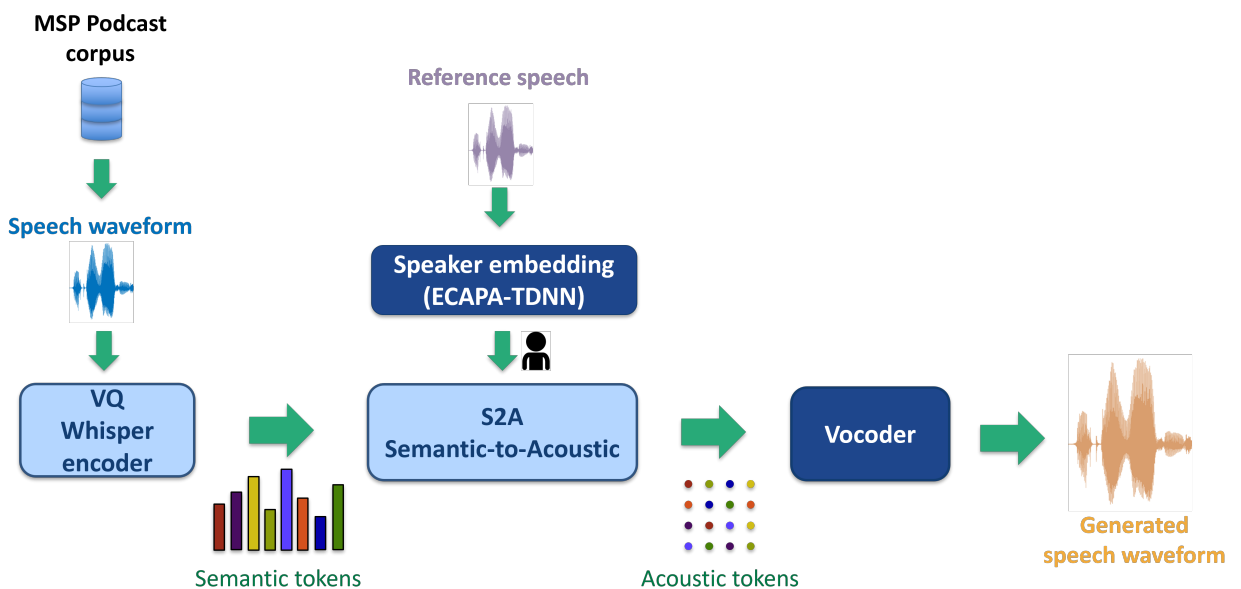 MSP Podcast
corpus
Reference speech
Speech waveform
Speaker embedding
(ECAPA-TDNN)
VQ
Whisper
encoder
S2A
Semantic-to-Acoustic
Vocoder
Semantic tokens
Acoustic tokens
Generated
speech waveform